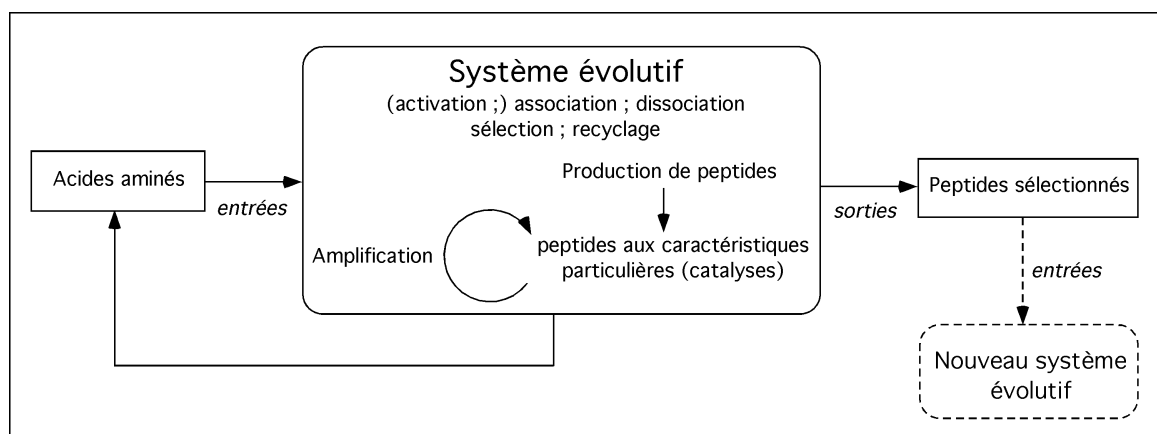 Système évolutif
(activation ;) association ; dissociation
sélection ; recyclage
Acides aminés
entrées
Production de peptides
Amplification
peptides aux caractéristiques
particulières (catalyses)
sorties
Peptides sélectionnés
entrées
Nouveau système
évolutif